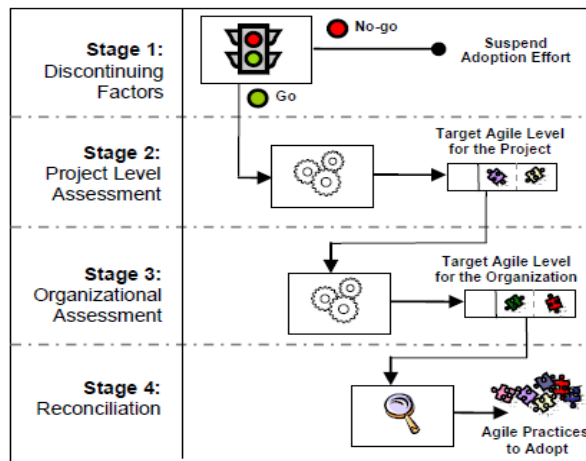 Stage 1:
Discontinuing
Factors
No-go
Suspend
Adoption Effort
Go
Stage 2:
Project Level
Assessment
Target Agile Level
for the Project
Stage 3:
Organizational
Assessment
Target Agile Level
for the Organization
Stage 4:
Reconciliation
Agile Practices
to Adopt